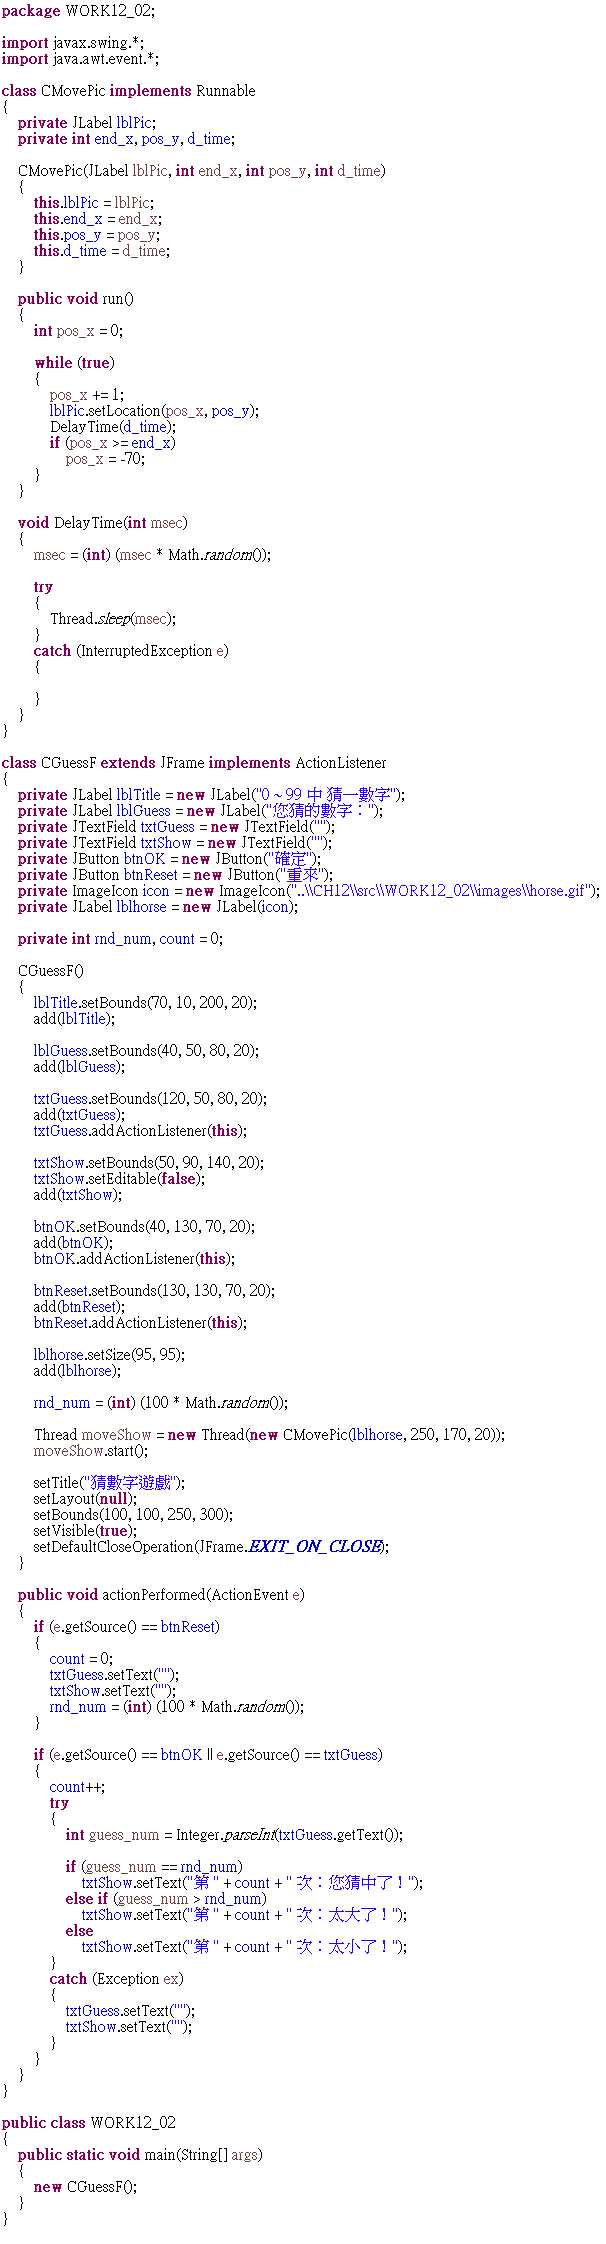 package WORK12_02;

import javax.swing.*;
import java.awt.event.*;

class CMovePic implements Runnable
{
    private JLabel lblPic;
    private int end_x, pos_y, d_time;

    CMovePic(JLabel lblPic, int end_x, int pos_y, int d_time)
    {
        this.lblPic = lblPic;
        this.end_x = end_x;
        this.pos_y = pos_y;
        this.d_time = d_time;
    }

    public void run()
    {
        int pos_x = 0;

        while (true)
        {
            pos_x += 1;
            lblPic.setLocation(pos_x, pos_y);
            DelayTime(d_time);
            if (pos_x >= end_x)
                pos_x = -70;
        }
    }

    void DelayTime(int msec)
    {
        msec = (int) (msec * Math.random());

        try
        {
            Thread.sleep(msec);
        }
        catch (InterruptedException e)
        {

        }
    }
}

class CGuessF extends JFrame implements ActionListener
{
    private JLabel lblTitle = new JLabel("0 ~ 99 中 猜一數字");
    private JLabel lblGuess = new JLabel("您猜的數字：");
    private JTextField txtGuess = new JTextField("");
    private JTextField txtShow = new JTextField("");
    private JButton btnOK = new JButton("確定");
    private JButton btnReset = new JButton("重來");
    private ImageIcon icon = new ImageIcon("..\\CH12\\src\\WORK12_02\\images\\horse.gif");
    private JLabel lblhorse = new JLabel(icon);

    private int rnd_num, count = 0;

    CGuessF()
    {
        lblTitle.setBounds(70, 10, 200, 20);
        add(lblTitle);

        lblGuess.setBounds(40, 50, 80, 20);
        add(lblGuess);

        txtGuess.setBounds(120, 50, 80, 20);
        add(txtGuess);
        txtGuess.addActionListener(this);

        txtShow.setBounds(50, 90, 140, 20);
        txtShow.setEditable(false);
        add(txtShow);

        btnOK.setBounds(40, 130, 70, 20);
        add(btnOK);
        btnOK.addActionListener(this);

        btnReset.setBounds(130, 130, 70, 20);
        add(btnReset);
        btnReset.addActionListener(this);

        lblhorse.setSize(95, 95);
        add(lblhorse);

        rnd_num = (int) (100 * Math.random());

        Thread moveShow = new Thread(new CMovePic(lblhorse, 250, 170, 20));
        moveShow.start();

        setTitle("猜數字遊戲");
        setLayout(null);
        setBounds(100, 100, 250, 300);
        setVisible(true);
        setDefaultCloseOperation(JFrame.EXIT_ON_CLOSE);
    }

    public void actionPerformed(ActionEvent e)
    {
        if (e.getSource() == btnReset)
        {
            count = 0;
            txtGuess.setText("");
            txtShow.setText("");
            rnd_num = (int) (100 * Math.random());
        }

        if (e.getSource() == btnOK || e.getSource() == txtGuess)
        {
            count++;
            try
            {
                int guess_num = Integer.parseInt(txtGuess.getText());

                if (guess_num == rnd_num)
                    txtShow.setText("第 " + count + " 次：您猜中了！");
                else if (guess_num > rnd_num)
                    txtShow.setText("第 " + count + " 次：太大了！");
                else
                    txtShow.setText("第 " + count + " 次：太小了！");
            }
            catch (Exception ex)
            {
                txtGuess.setText("");
                txtShow.setText("");
            }
        }
    }
}

public class WORK12_02
{
    public static void main(String[] args)
    {
        new CGuessF();
    }
}